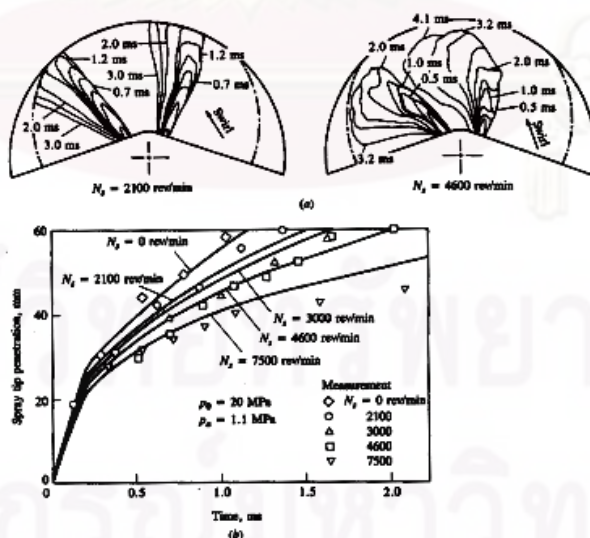 2.0 ms
1.2 ms
3.0 ms
0.7 ms
1.2 ms
0.7 ms
2.0 ms
3.0 ms
Swirl
N_s = 2100 rev/min
4.1 ms
3.2 ms
2.0 ms
1.0 ms
0.5 ms
2.0 ms
1.0 ms
0.5 ms
3.2 ms
Swirl
N_s = 4600 rev/min
(a)
60
40
20
0
Spray tip penetration, mm
N_s = 0 rev/min
N_s = 2100 rev/min
N_s = 3000 rev/min
N_s = 4600 rev/min
N_s = 7500 rev/min
p_0 = 20 MPa
p_a = 1.1 MPa
Measurement
N_s = 0 rev/min
2100
3000
4600
7500
0
0.5
1.0
1.5
2.0
Time, ms
(b)